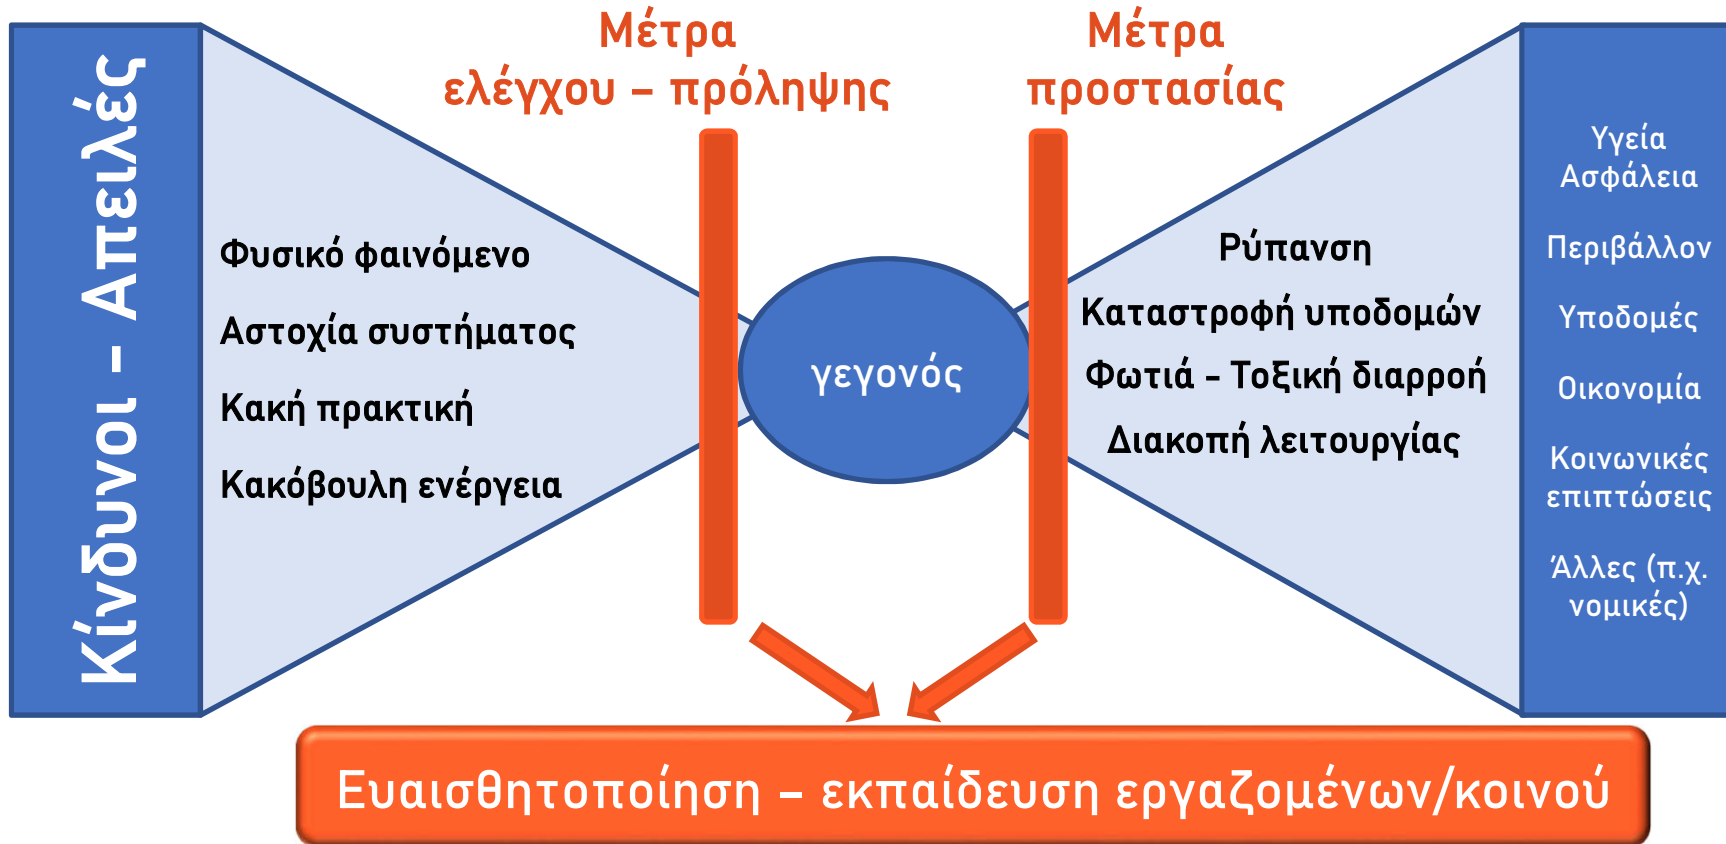 Κίνδυνοι - Απειλές
Μέτρα
ελέγχου – πρόληψης
Μέτρα
προστασίας
Φυσικό φαινόμενο
Αστοχία συστήματος
Κακή πρακτική
Κακόβουλη ενέργεια
γεγονός
Ρύπανση
Καταστροφή υποδομών
Φωτιά - Τοξική διαρροή
Διακοπή λειτουργίας
Υγεία
Ασφάλεια
Περιβάλλον
Υποδομές
Οικονομία
Κοινωνικές
επιπτώσεις
Άλλες (π.χ.
νομικές)
Ευαισθητοποίηση – εκπαίδευση εργαζομένων/κοινού